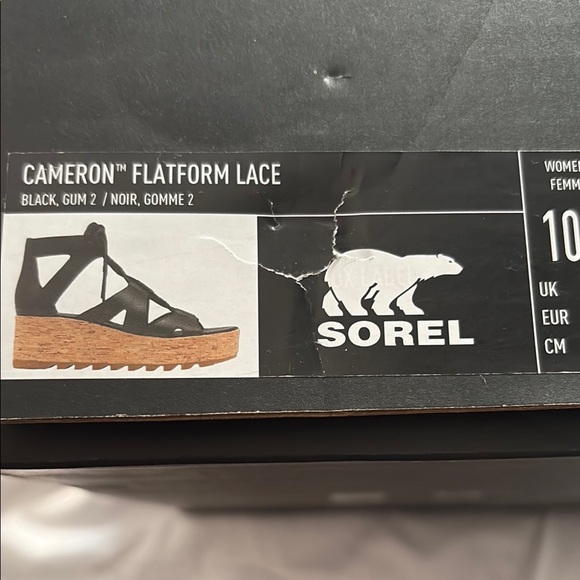 CAMERON™ FLATFORM LACE
BLACK, GUM 2 / NOIR, GOMME 2
SOREL
WOMEN
FEMM
10
UK
EUR
CM